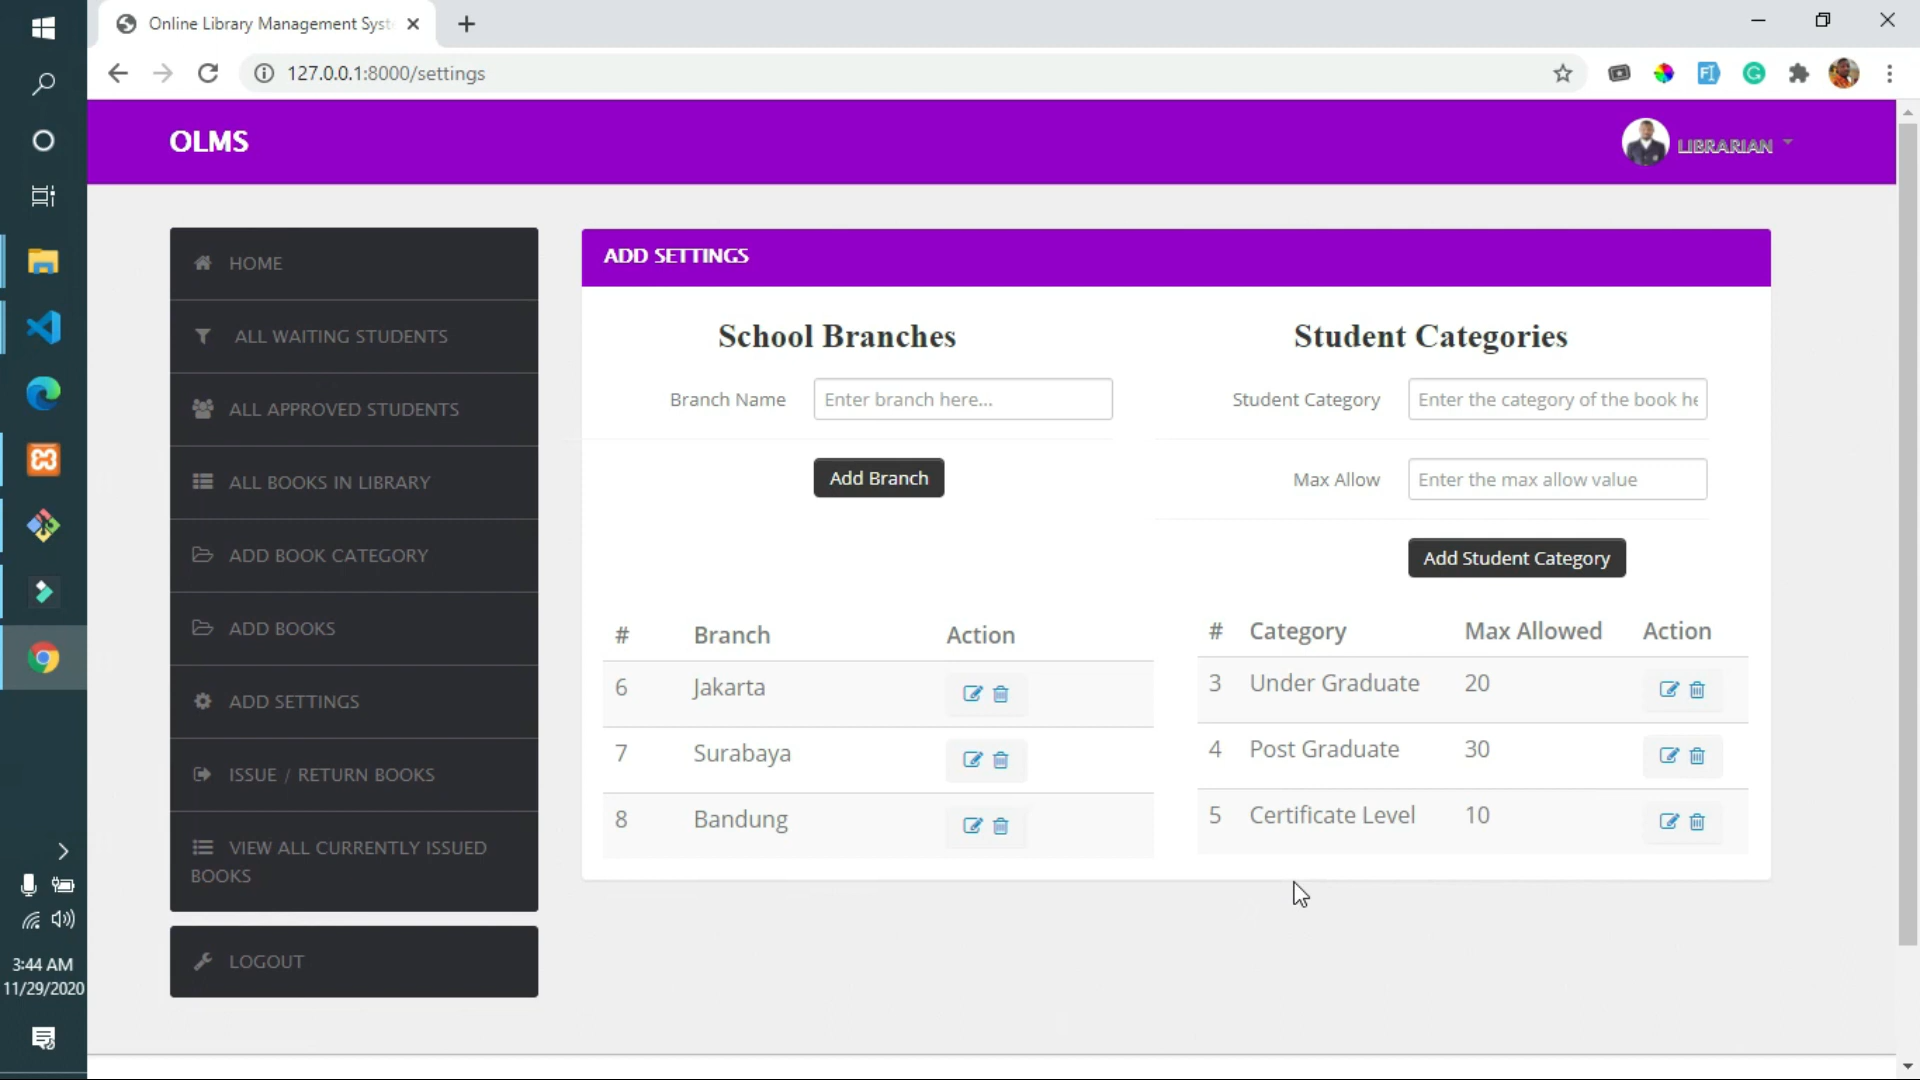 Online Library Management Syst
127.0.0.1:8000/settings
OLMS
LIBRARIAN
HOME
ALL WAITING STUDENTS
ALL APPROVED STUDENTS
ALL BOOKS IN LIBRARY
ADD BOOK CATEGORY
ADD BOOKS
ADD SETTINGS
ISSUE / RETURN BOOKS
VIEW ALL CURRENTLY ISSUED
BOOKS
LOGOUT
ADD SETTINGS
School Branches
Branch Name
Enter branch here...
Add Branch
# Branch Action
6 Jakarta
7 Surabaya
8 Bandung
Student Categories
Student Category
Enter the category of the book he
Max Allow
Enter the max allow value
Add Student Category
# Category Max Allowed Action
3 Under Graduate 20
4 Post Graduate 30
5 Certificate Level 10
3:44 AM
11/29/2020